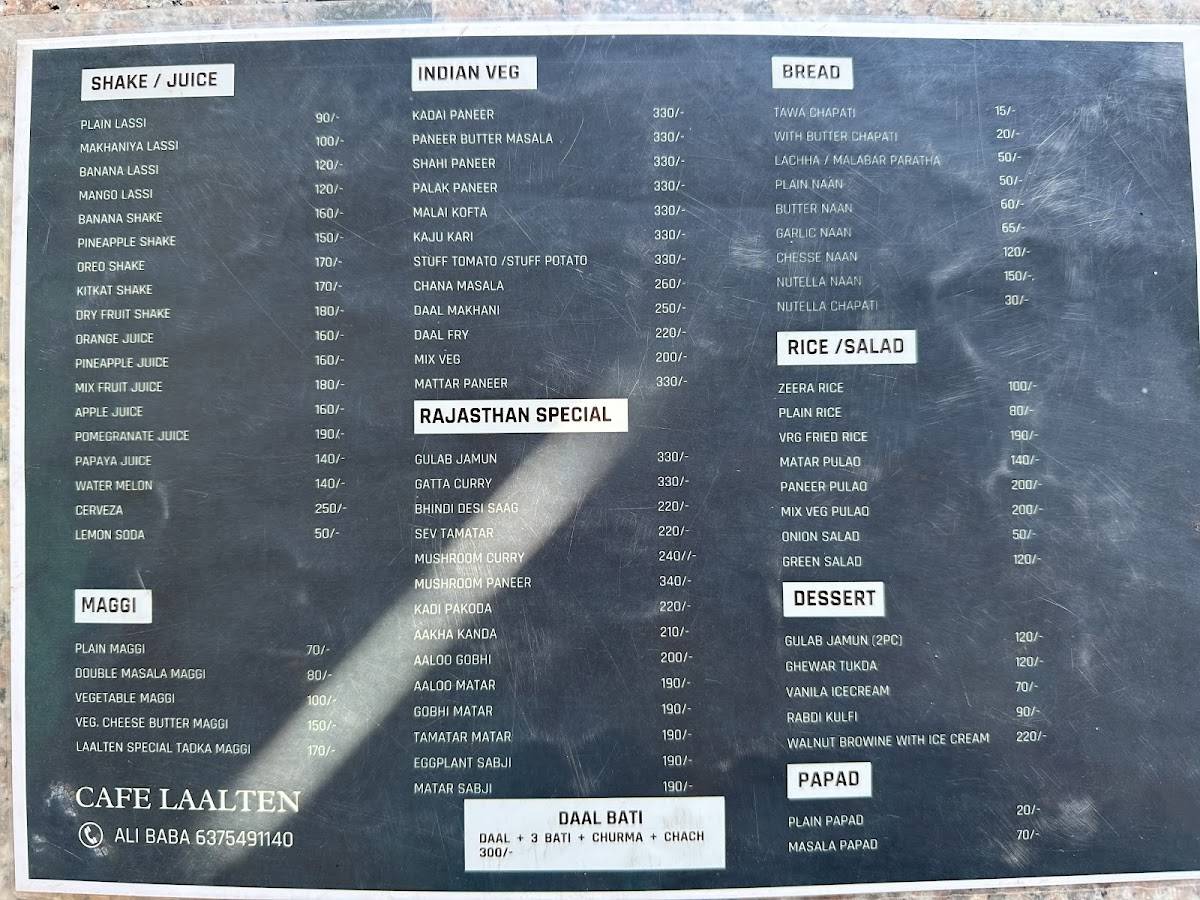 SHAKE / JUICE
PLAIN LASSI 90/-
MAKHANIYA LASSI 100/-
BANANA LASSI 120/-
MANGO LASSI 120/-
BANANA SHAKE 160/-
PINEAPPLE SHAKE 150/-
OREO SHAKE 170/-
KITKAT SHAKE 170/-
DRY FRUIT SHAKE 180/-
ORANGE JUICE 160/-
PINEAPPLE JUICE 160/-
MIX FRUIT JUICE 180/-
APPLE JUICE 160/-
POMEGRANATE JUICE 190/-
PAPAYA JUICE 140/-
WATER MELON 140/-
CERVEZA 250/-
LEMON SODA 50/-
MAGGI
PLAIN MAGGI 70/-
DOUBLE MASALA MAGGI 80/-
VEGETABLE MAGGI 100/-
VEG. CHEESE BUTTER MAGGI 150/-
LAALTEN SPECIAL TADKA MAGGI 170/-
CAFE LAALTEN
ALI BABA 6375491140
INDIAN VEG
KADAI PANEER 330/-
PANEER BUTTER MASALA 330/-
SHAHI PANEER 330/-
PALAK PANEER 330/-
MALAI KOFTA 330/-
KAJU KARI 330/-
STUFF TOMATO /STUFF POTATO 330/-
CHANA MASALA 260/-
DAAL MAKHANI 250/-
DAAL FRY 220/-
MIX VEG 200/-
MATTAR PANEER 330/-
RAJASTHAN SPECIAL
GULAB JAMUN 330/-
GATTA CURRY 330/-
BHINDI DESI SAAG 220/-
SEV TAMATAR 220/-
MUSHROOM CURRY 240//-
MUSHROOM PANEER 340/-
KADI PAKODA 220/-
AAKHA KANDA 210/-
AALOO GOBHI 200/-
AALOO MATAR 190/-
GOBHI MATAR 190/-
TAMATAR MATAR 190/-
EGGPLANT SABJI 190/-
MATAR SABJI 190/-
DAAL BATI
DAAL + 3 BATI + CHURMA + CHACH
300/-
BREAD
TAWA CHAPATI 15/-
WITH BUTTER CHAPATI 20/-
LACHHA / MALABAR PARATHA 50/-
PLAIN NAAN 50/-
BUTTER NAAN 60/-
GARLIC NAAN 65/-
CHESSE NAAN 120/-
NUTELLA NAAN 150/-.
NUTELLA CHAPATI 30/-
RICE /SALAD
ZEERA RICE 100/-
PLAIN RICE 80/-
VRG FRIED RICE 190/-
MATAR PULAO 140/-
PANEER PULAO 200/-
MIX VEG PULAO 200/-
ONION SALAD 50/-
GREEN SALAD 120/-
DESSERT
GULAB JAMUN (2PC) 120/-
GHEWAR TUKDA 120/-
VANILA ICECREAM 70/-
RABDI KULFI 90/-
WALNUT BROWINE WITH ICE CREAM 220/-
PAPAD
PLAIN PAPAD 20/-
MASALA PAPAD 70/-